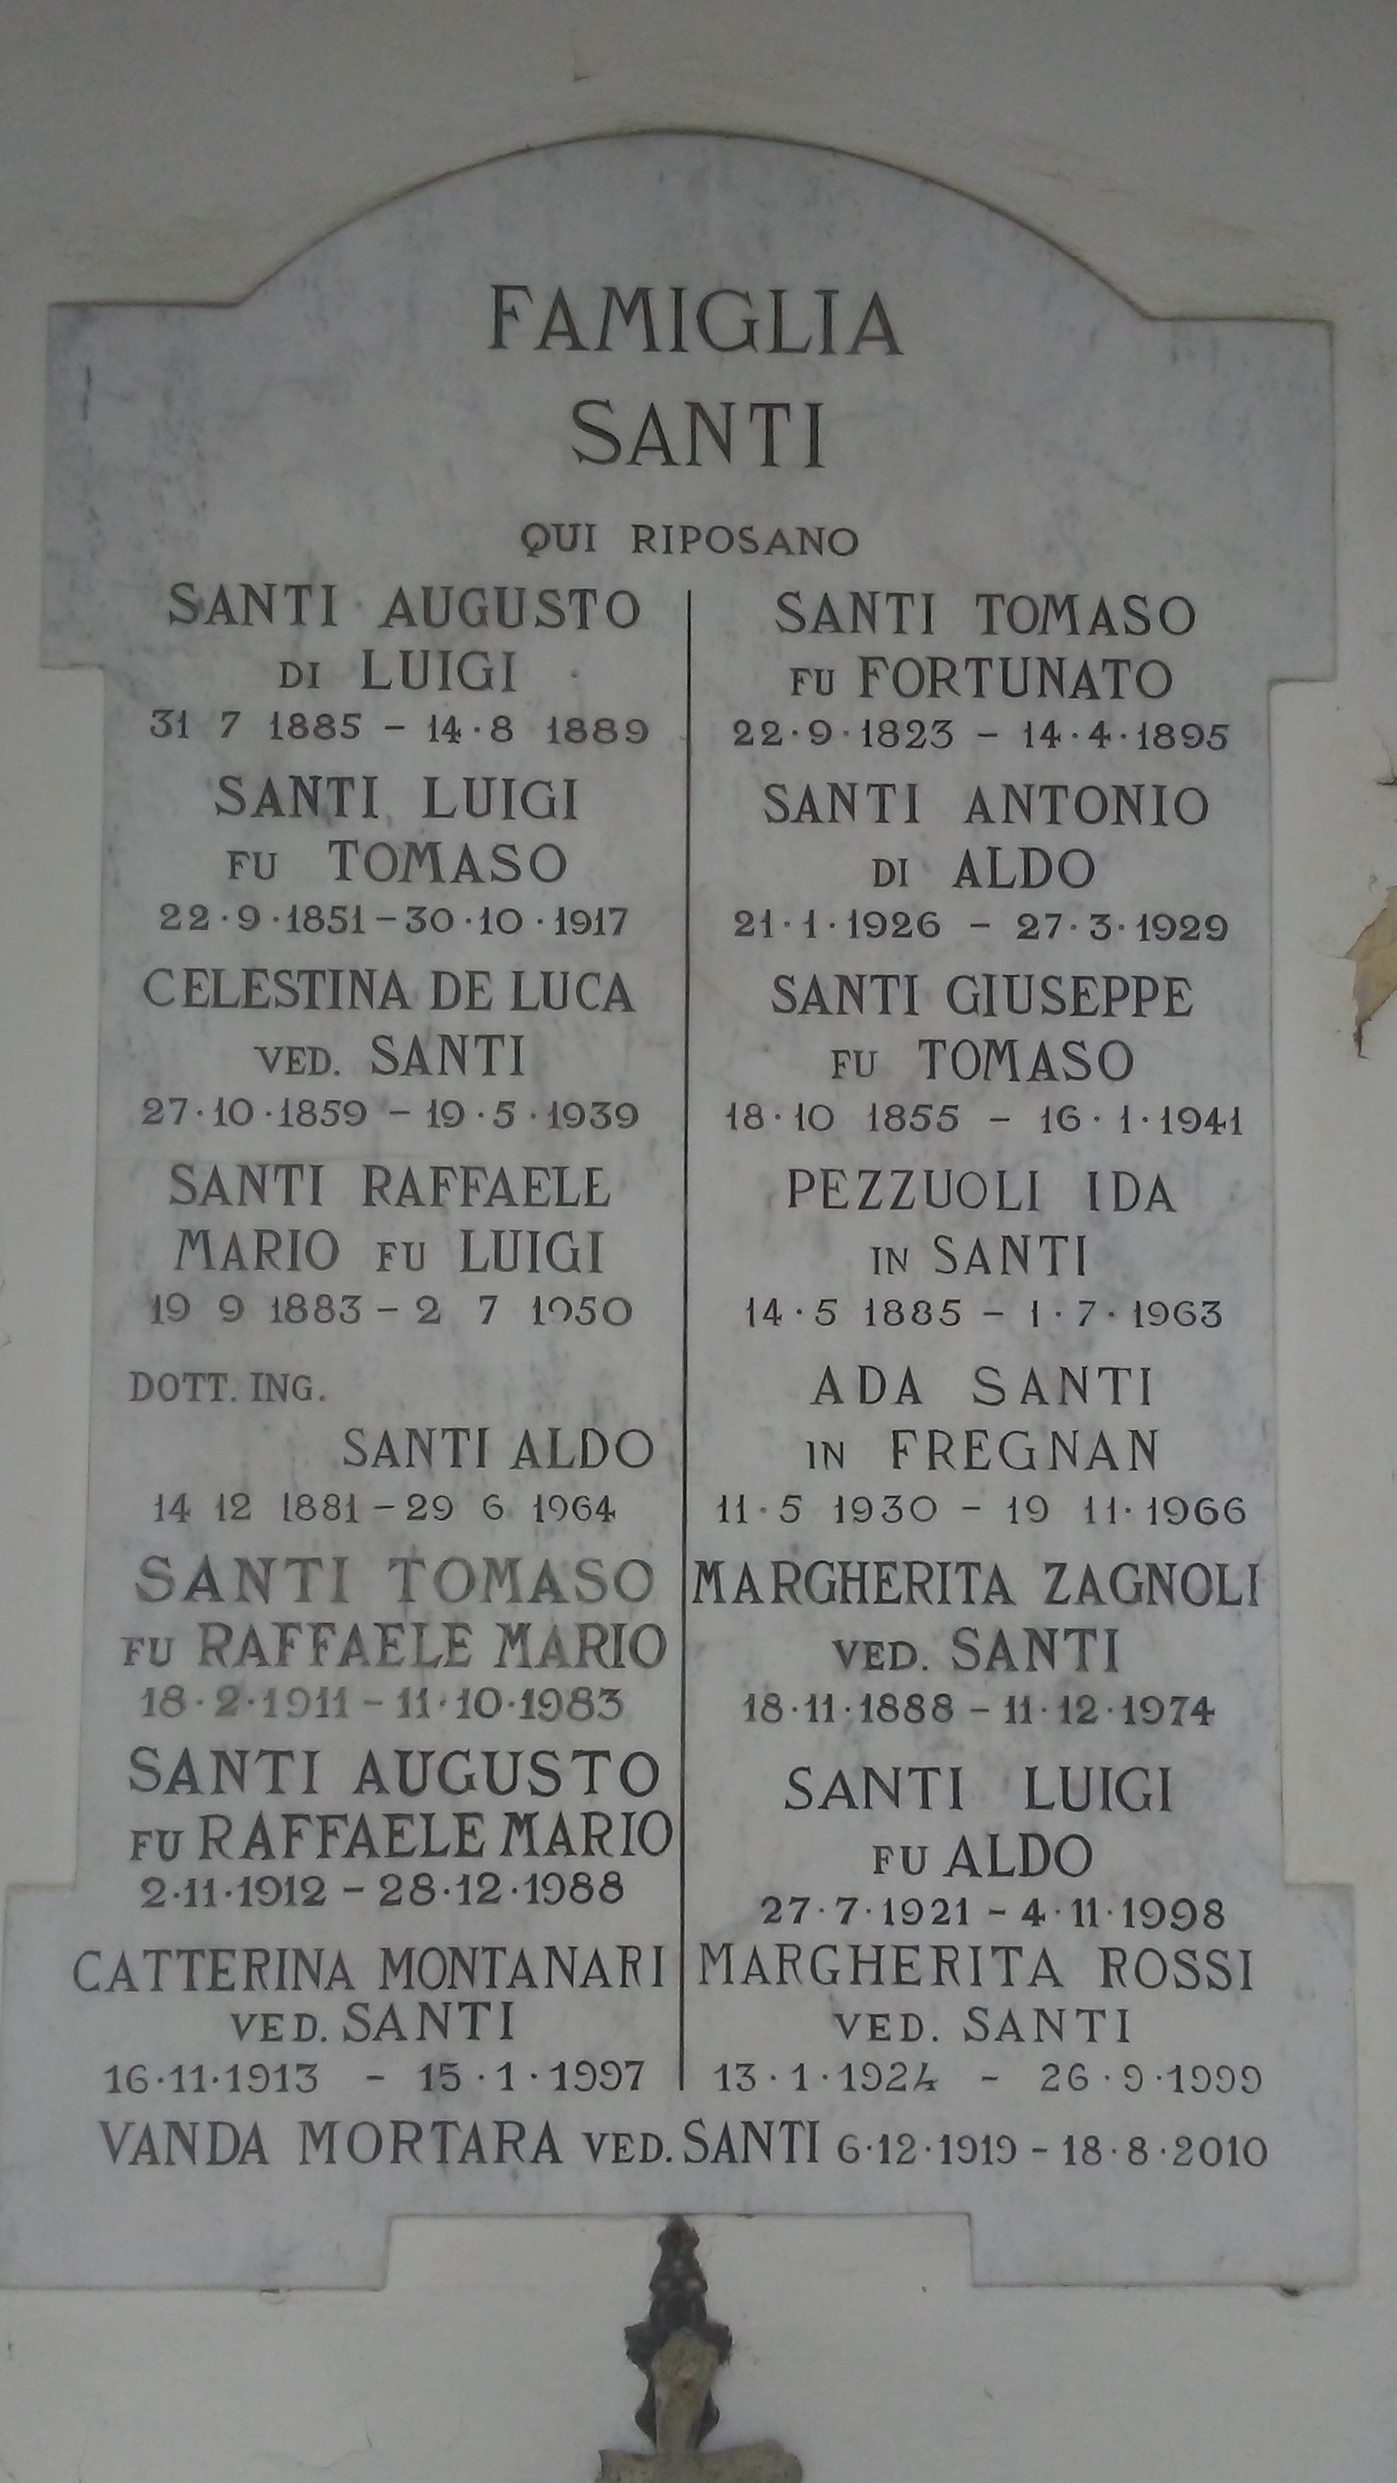 FAMIGLIA
SANTI
QUI RIPOSANO
SANTI AUGUSTO
DI LUIGI
31 7 1885 - 14·8 1889
SANTI LUIGI
FU TOMASO
22·9·1851-30·10·1917
CELESTINA DE LUCA
VED. SANTI
27·10·1859 - 19·5·1939
SANTI RAFFAELE
MARIO FU LUIGI
19 9 1883 - 2 7 1950
DOTT. ING.
SANTI ALDO
14 12 1881 - 29 6 1964
SANTI TOMASO
FU RAFFAELE MARIO
18·2·1911 - 11·10·1983
SANTI AUGUSTO
FU RAFFAELE MARIO
2·11·1912 - 28·12·1988
CATTERINA MONTANARI
VED. SANTI
16·11·1913 - 15·1·1997
SANTI TOMASO
FU FORTUNATO
22·9·1823 - 14·4·1895
SANTI ANTONIO
DI ALDO
21·1·1926 - 27·3·1929
SANTI GIUSEPPE
FU TOMASO
18·10 1855 - 16·1·1941
PEZZUOLI IDA
IN SANTI
14·5 1885 - 1·7·1963
ADA SANTI
IN FREGNAN
11·5 1930 - 19 11·1966
MARGHERITA ZAGNOLI
VED. SANTI
18·11·1888 - 11·12·1974
SANTI LUIGI
FU ALDO
27·7·1921 - 4·11·1998
MARGHERITA ROSSI
VED. SANTI
13·1·1924 - 26·9·1999
VANDA MORTARA VED. SANTI 6·12·1919 - 18·8·2010